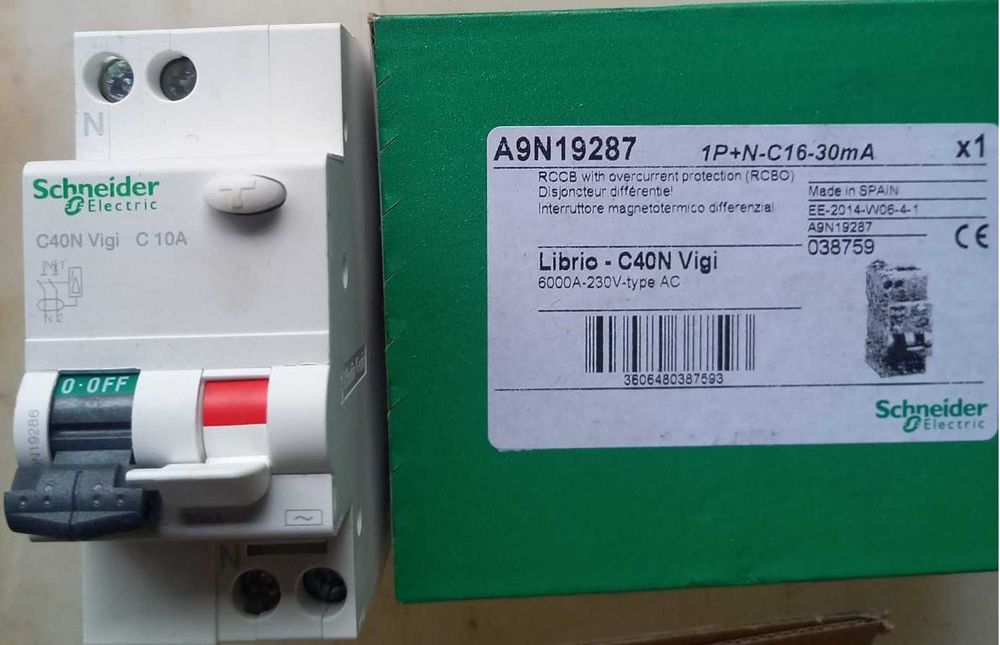 N
Schneider
Electric
C40N Vigi C 10A
N 1
N 2
0·OFF
N19286
N
T
A9N19287 1P+N-C16-30mA x1
RCCB with overcurrent protection (RCBO)
Disjoncteur différentiel
Interruttore magnetotermico differenzial
Made in SPAIN
EE-2014-W06-4-1
A9N19287
038759
CE
Librio - C40N Vigi
6000A-230V-type AC
3606480387593
Schneider
Electric